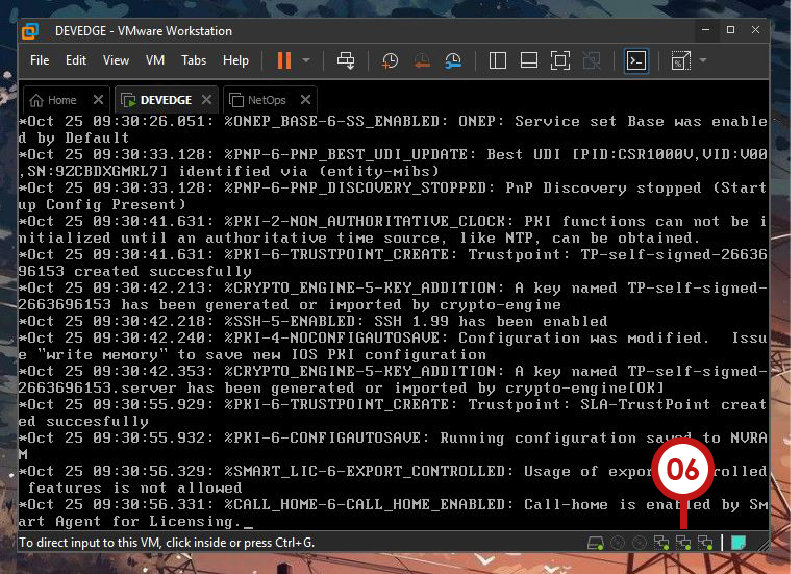 DEVEDGE - VMware Workstation
File Edit View VM Tabs Help
Home DEVEDGE NetOps
*Oct 25 09:30:26.051: %ONEP_BASE-6-SS_ENABLED: ONEP: Service set Base was enable
d by Default
*Oct 25 09:30:33.128: %PNP-6-PNP_BEST_UDI_UPDATE: Best UDI [PID:CSR1000V,VID:V00
,SN:9ZCBDXGMRL7] identified via (entity-mibs)
*Oct 25 09:30:33.128: %PNP-6-PNP_DISCOVERY_STOPPED: PnP Discovery stopped (Start
up Config Present)
*Oct 25 09:30:41.631: %PKI-2-NON_AUTHORITATIVE_CLOCK: PKI functions can not be i
nitialized until an authoritative time source, like NTP, can be obtained.
*Oct 25 09:30:41.631: %PKI-6-TRUSTPOINT_CREATE: Trustpoint: TP-self-signed-26636
96153 created succesfully
*Oct 25 09:30:42.213: %CRYPTO_ENGINE-5-KEY_ADDITION: A key named TP-self-signed-
2663696153 has been generated or imported by crypto-engine
*Oct 25 09:30:42.218: %SSH-5-ENABLED: SSH 1.99 has been enabled
*Oct 25 09:30:42.240: %PKI-4-NOCONFIGAUTOSAVE: Configuration was modified.  Issu
e "write memory" to save new IOS PKI configuration
*Oct 25 09:30:42.353: %CRYPTO_ENGINE-5-KEY_ADDITION: A key named TP-self-signed-
2663696153.server has been generated or imported by crypto-engine[OK]
*Oct 25 09:30:55.929: %PKI-6-TRUSTPOINT_CREATE: Trustpoint: SLA-TrustPoint creat
ed succesfully
*Oct 25 09:30:55.932: %PKI-6-CONFIGAUTOSAVE: Running configuration saved to NVRA
M
*Oct 25 09:30:56.329: %SMART_LIC-6-EXPORT_CONTROLLED: Usage of expor rolled
features is not allowed
*Oct 25 09:30:56.331: %CALL_HOME-6-CALL_HOME_ENABLED: Call-home is enabled by Sm
art Agent for Licensing._
06
To direct input to this VM, click inside or press Ctrl+G.